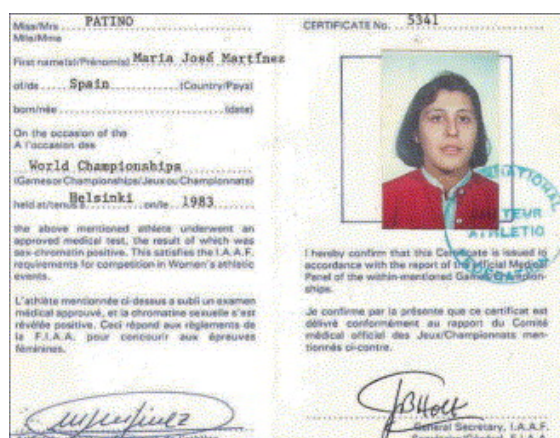 Miss/Mrs PATINO
Mlle/Mme
First name(s)/Prénom(s) Maria José Martínez
of/de Spain (Country/Pays)
born/née (date)
On the occasion of the
A l'occasion des
World Championships
(Games or Championships/Jeux ou Championnats)
held at/tenus à Helsinki on/le 1983
the above mentioned athlete underwent an
approved medical test, the result of which was
sex-chromatin positive. This satisfies the I.A.A.F.
requirements for competition in Women's athletic
events.
L'athlète mentionnée ci-dessus a subi un examen
médical approuvé, et la chromatine sexuelle s'est
révélée positive. Ceci répond aux règlements de
la F.I.A.A. pour concourir aux épreuves
féminines.
CERTIFICATE No. 5341
I hereby confirm that this Certificate is issued in
accordance with the report of the Official Medical
Panel of the within-mentioned Games/Champion-
ships.
Je confirme par la présente que ce certificat est
délivré conformément au rapport du Comité
médical officiel des Jeux/Championnats men-
tionnés ci-contre.
General Secretary, I.A.A.F.
ATHLETIC